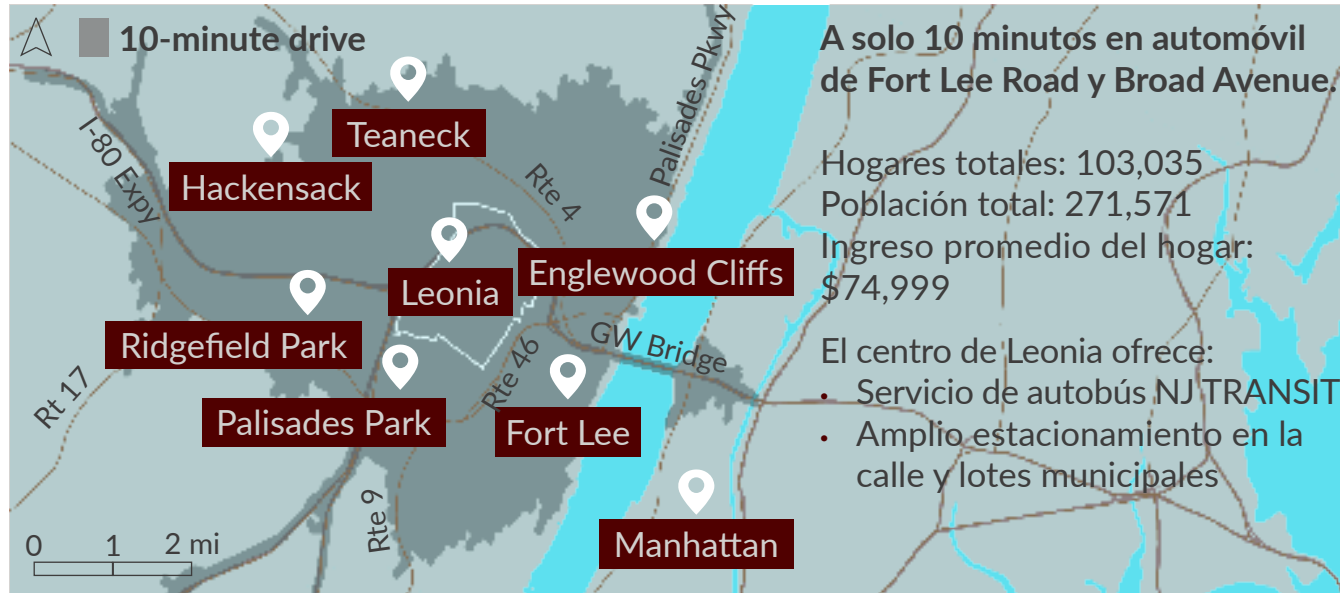 10-minute drive
A solo 10 minutos en automóvil
de Fort Lee Road y Broad Avenue.
Hogares totales: 103,035
Población total: 271,571
Ingreso promedio del hogar:
$74,999
El centro de Leonia ofrece:
• Servicio de autobús NJ TRANSIT
• Amplio estacionamiento en la
calle y lotes municipales
Palisades Pkwy
Teaneck
I-80 Expy
Hackensack
Rte 4
Englewood Cliffs
Leonia
Ridgefield Park
GW Bridge
Rte 46
Rt 17
Palisades Park
Fort Lee
Rte 9
Manhattan
0 1 2 mi